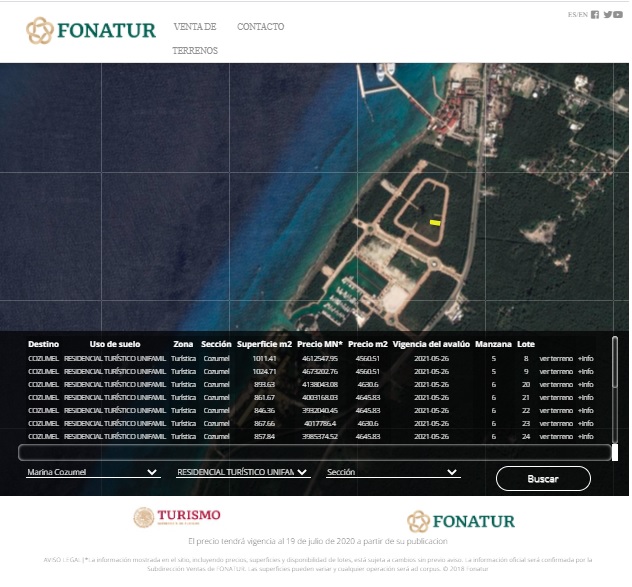 FONATUR
VENTA DE
TERRENOS
CONTACTO
ES/EN
Destino Uso de suelo Zona Sección Superficie m2 Precio MN* Precio m2 Vigencia del avalúo Manzana Lote
COZUMEL RESIDENCIAL TURÍSTICO UNIFAMIL Turística Cozumel 1011.41 4612547.95 4560.51 2021-05-26 5 8 ver terreno +Info
COZUMEL RESIDENCIAL TURÍSTICO UNIFAMIL Turística Cozumel 1024.71 4673202.76 4560.51 2021-05-26 5 9 ver terreno +Info
COZUMEL RESIDENCIAL TURÍSTICO UNIFAMIL Turística Cozumel 893.63 4138043.08 4630.6 2021-05-26 6 20 ver terreno +Info
COZUMEL RESIDENCIAL TURÍSTICO UNIFAMIL Turística Cozumel 861.67 4003168.03 4645.83 2021-05-26 6 21 ver terreno +Info
COZUMEL RESIDENCIAL TURÍSTICO UNIFAMIL Turística Cozumel 846.36 3932040.45 4645.83 2021-05-26 6 22 ver terreno +Info
COZUMEL RESIDENCIAL TURÍSTICO UNIFAMIL Turística Cozumel 867.66 4017786.4 4630.6 2021-05-26 6 23 ver terreno +Info
COZUMEL RESIDENCIAL TURÍSTICO UNIFAMIL Turística Cozumel 857.84 3985374.52 4645.83 2021-05-26 6 24 ver terreno +Info
Marina Cozumel RESIDENCIAL TURÍSTICO UNIFAM Sección Buscar
TURISMO
FONATUR
El precio tendrá vigencia al 19 de julio de 2020 a partir de su publicacion
AVISO LEGAL (*La información mostrada en el sitio, incluyendo precios, superficies y disponibilidad de lotes, está sujeta a cambios sin previo aviso. La información oficial será confirmada por la
Subdirección Ventas de FONATUR. Las superficies pueden variar y cualquier operación será ad corpus. © 2018 Fonatur